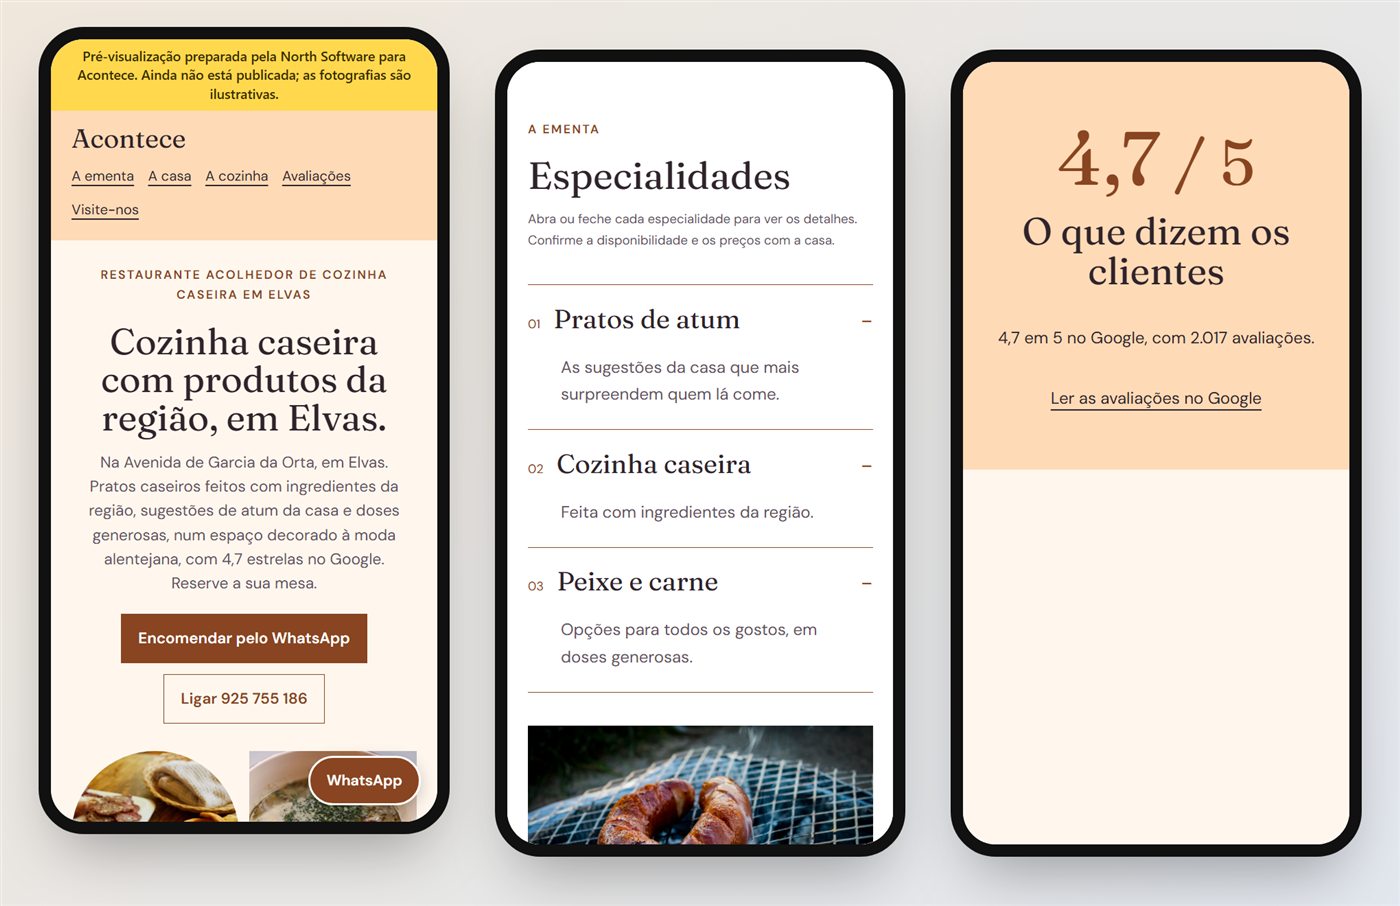 Pré-visualização preparada pela North Software para
Acontece. Ainda não está publicada; as fotografias são
ilustrativas.
Acontece
A ementa A casa A cozinha Avaliações
Visite-nos
RESTAURANTE ACOLHEDOR DE COZINHA
CASEIRA EM ELVAS
Cozinha caseira
com produtos da
região, em Elvas.
Na Avenida de Garcia da Orta, em Elvas.
Pratos caseiros feitos com ingredientes da
região, sugestões de atum da casa e doses
generosas, num espaço decorado à moda
alentejana, com 4,7 estrelas no Google.
Reserve a sua mesa.
Encomendar pelo WhatsApp
Ligar 925 755 186
WhatsApp
A EMENTA
Especialidades
Abra ou feche cada especialidade para ver os detalhes.
Confirme a disponibilidade e os preços com a casa.
01 Pratos de atum –
As sugestões da casa que mais
surpreendem quem lá come.
02 Cozinha caseira –
Feita com ingredientes da região.
03 Peixe e carne –
Opções para todos os gostos, em
doses generosas.
4,7 / 5
O que dizem os
clientes
4,7 em 5 no Google, com 2.017 avaliações.
Ler as avaliações no Google